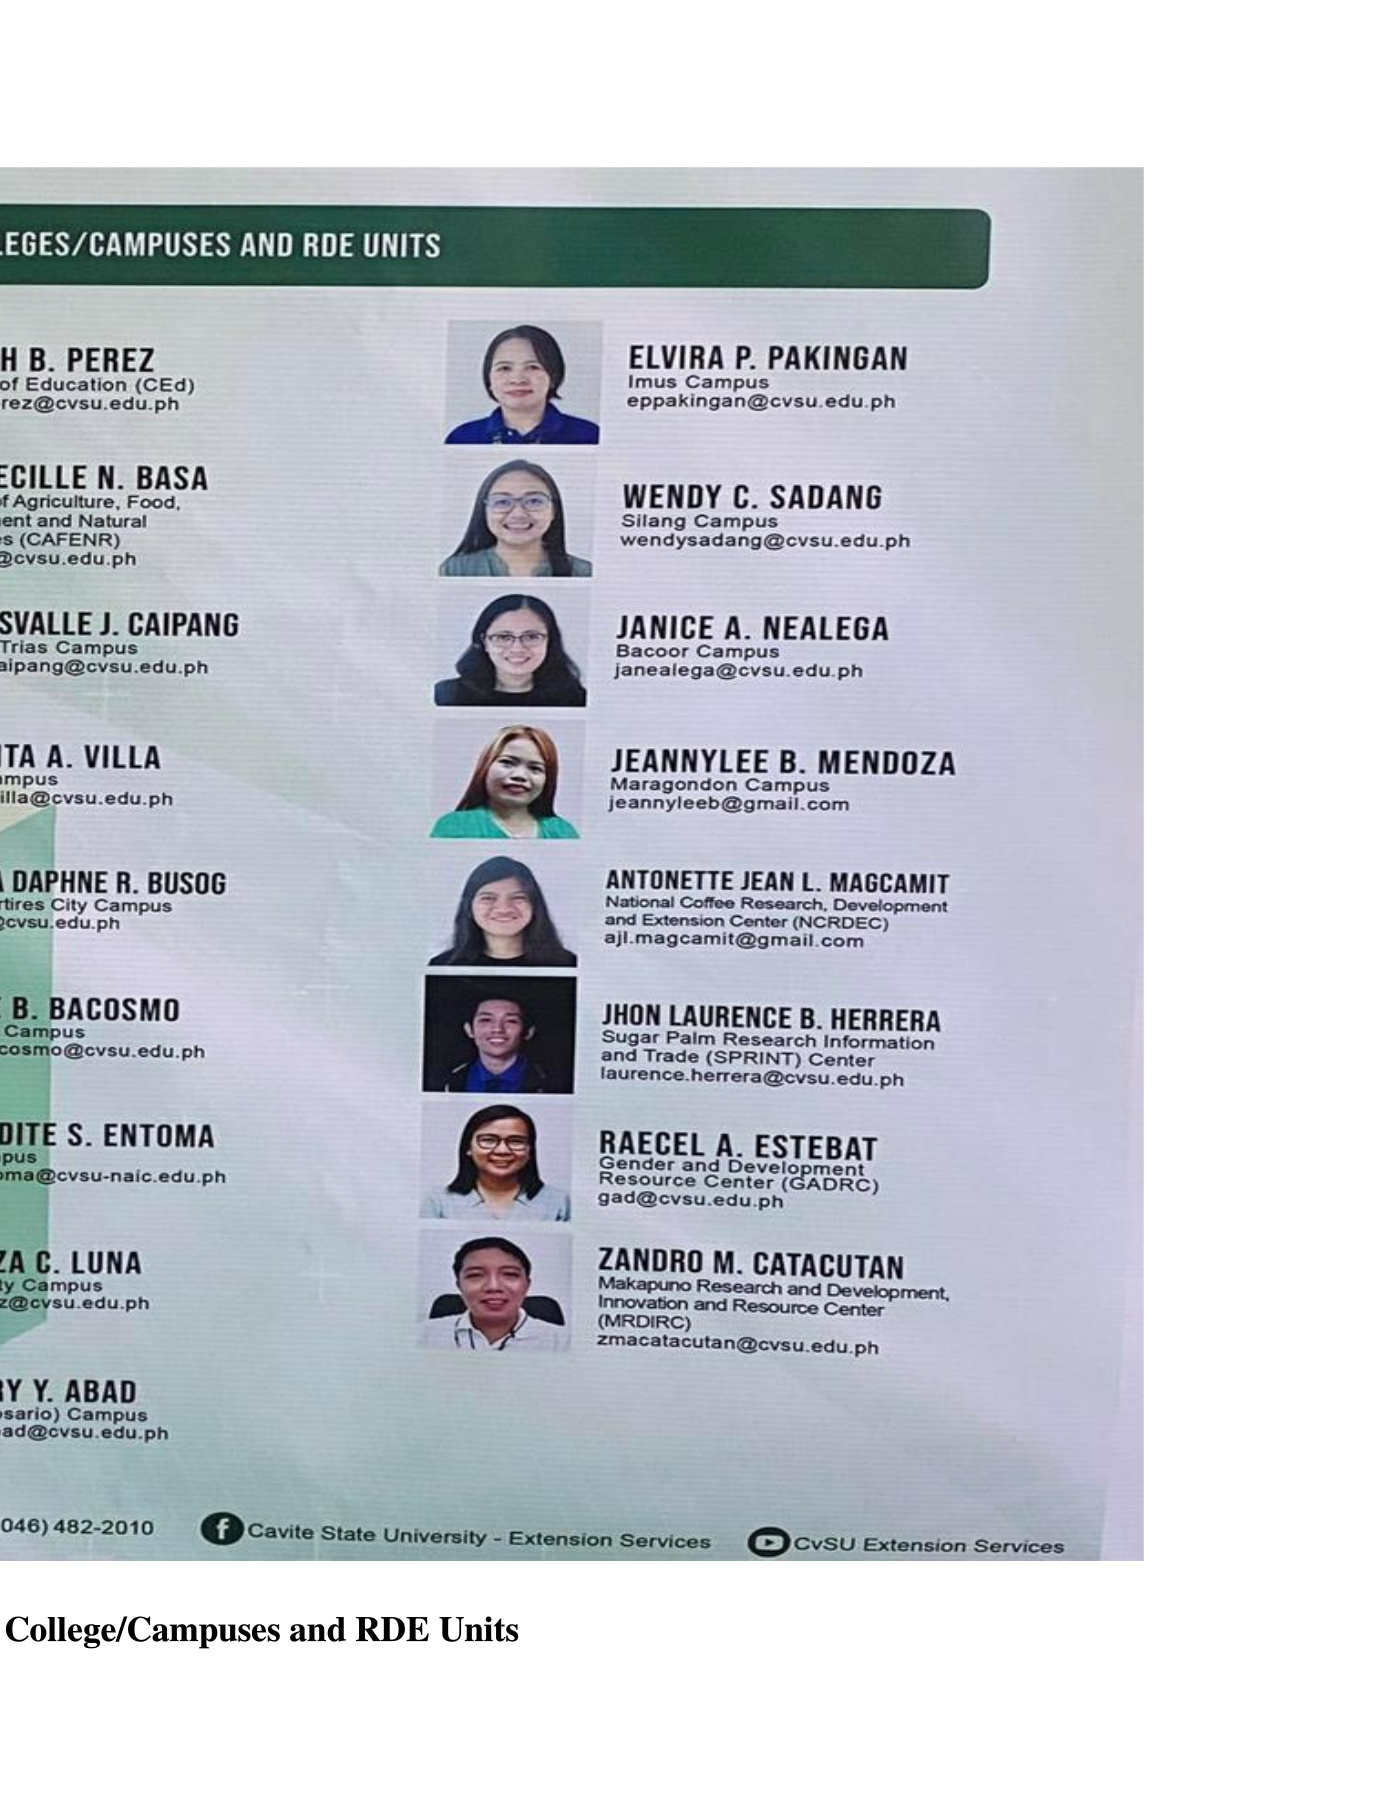 LEGES/CAMPUSES AND RDE UNITS
H B. PEREZ
of Education (CEd)
rez@cvsu.edu.ph
ECILLE N. BASA
of Agriculture, Food,
ent and Natural
s (CAFENR)
@cvsu.edu.ph
SVALLE J. CAIPANG
Trias Campus
aipang@cvsu.edu.ph
ITA A. VILLA
ampus
illa@cvsu.edu.ph
A DAPHNE R. BUSOG
rtires City Campus
@cvsu.edu.ph
E B. BACOSMO
Campus
cosmo@cvsu.edu.ph
DITE S. ENTOMA
pus
oma@cvsu-naic.edu.ph
ZA C. LUNA
ty Campus
z@cvsu.edu.ph
RY Y. ABAD
osario) Campus
ad@cvsu.edu.ph
ELVIRA P. PAKINGAN
Imus Campus
eppakingan@cvsu.edu.ph
WENDY C. SADANG
Silang Campus
wendysadang@cvsu.edu.ph
JANICE A. NEALEGA
Bacoor Campus
janealega@cvsu.edu.ph
JEANNYLEE B. MENDOZA
Maragondon Campus
jeannyleeb@gmail.com
ANTONETTE JEAN L. MAGCAMIT
National Coffee Research, Development
and Extension Center (NCRDEC)
ajl.magcamit@gmail.com
JHON LAURENCE B. HERRERA
Sugar Palm Research Information
and Trade (SPRINT) Center
laurence.herrera@cvsu.edu.ph
RAECEL A. ESTEBAT
Gender and Development
Resource Center (GADRC)
gad@cvsu.edu.ph
ZANDRO M. CATACUTAN
Makapuno Research and Development,
Innovation and Resource Center
(MRDIRC)
zmacatacutan@cvsu.edu.ph
046) 482-2010 Cavite State University - Extension Services CvSU Extension Services
College/Campuses and RDE Units